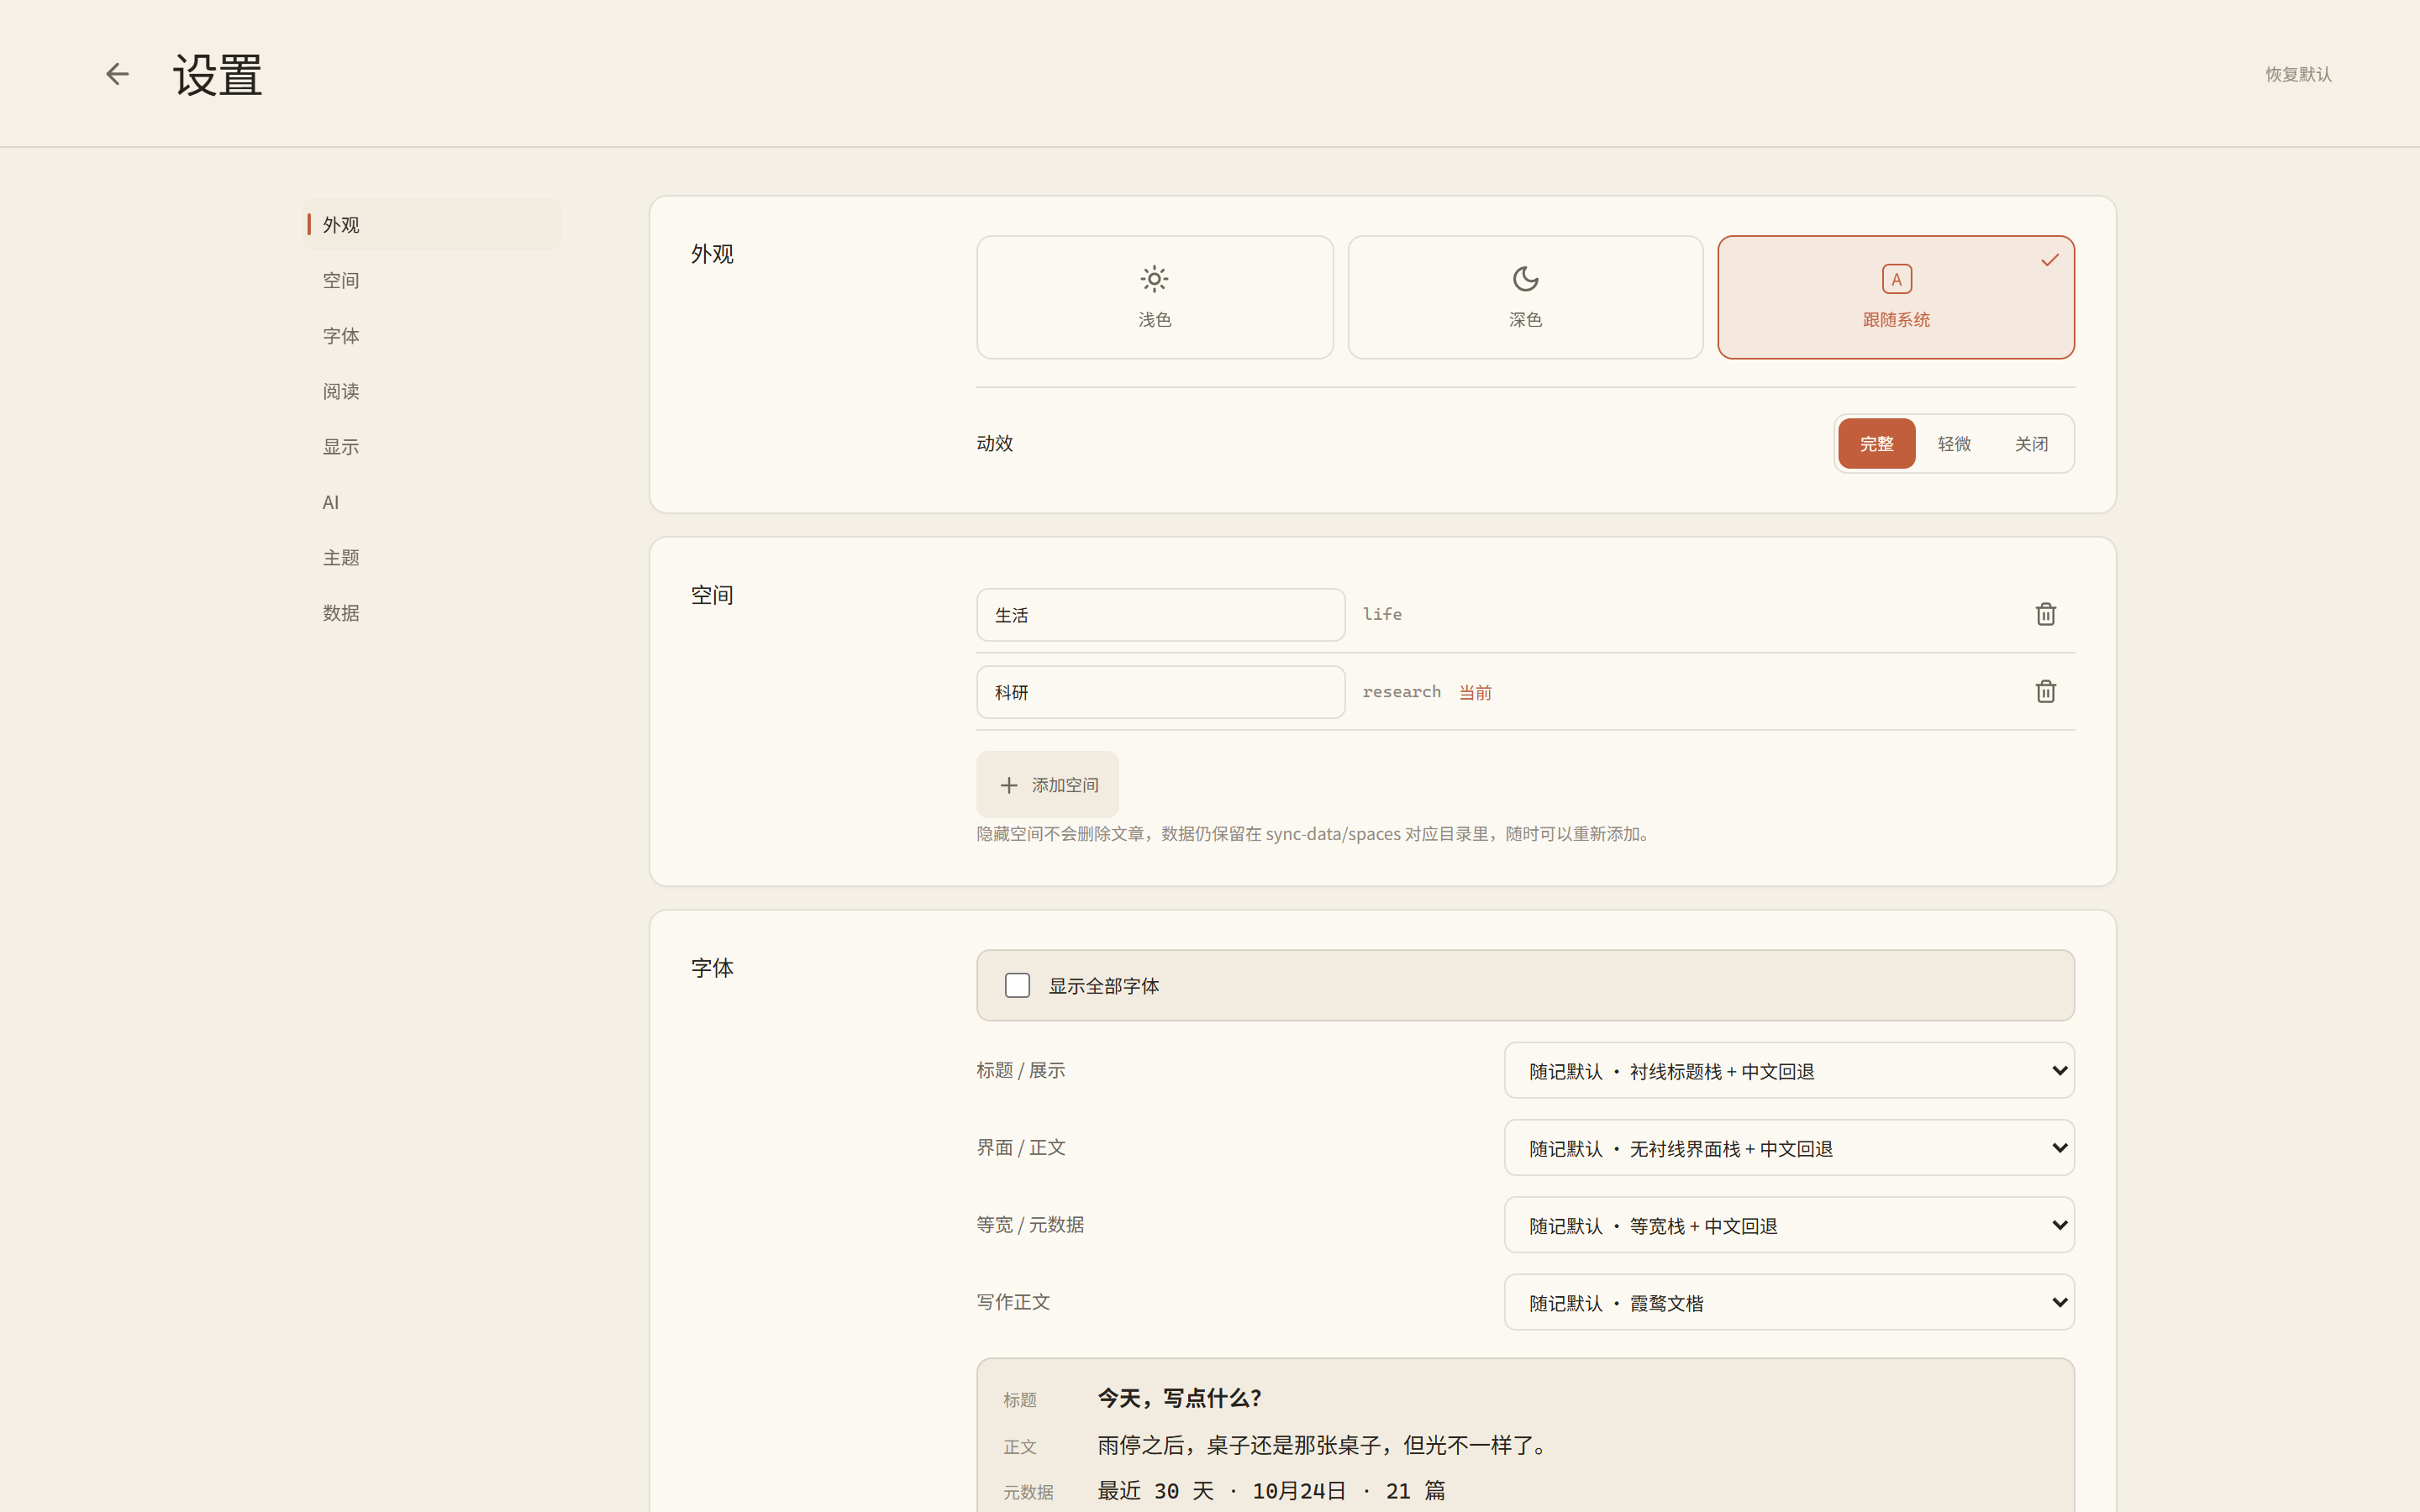 设置
恢复默认
外观
空间
字体
阅读
显示
AI
主题
数据
外观
浅色
深色
A
跟随系统
动效
完整
轻微
关闭
空间
生活 life
科研 research 当前
添加空间
隐藏空间不会删除文章，数据仍保留在 sync-data/spaces 对应目录里，随时可以重新添加。
字体
显示全部字体
标题 / 展示 随记默认 · 衬线标题栈 + 中文回退
界面 / 正文 随记默认 · 无衬线界面栈 + 中文回退
等宽 / 元数据 随记默认 · 等宽栈 + 中文回退
写作正文 随记默认 · 霞鹜文楷
标题 今天，写点什么？
正文 雨停之后，桌子还是那张桌子，但光不一样了。
元数据 最近 30 天 · 10月24日 · 21 篇